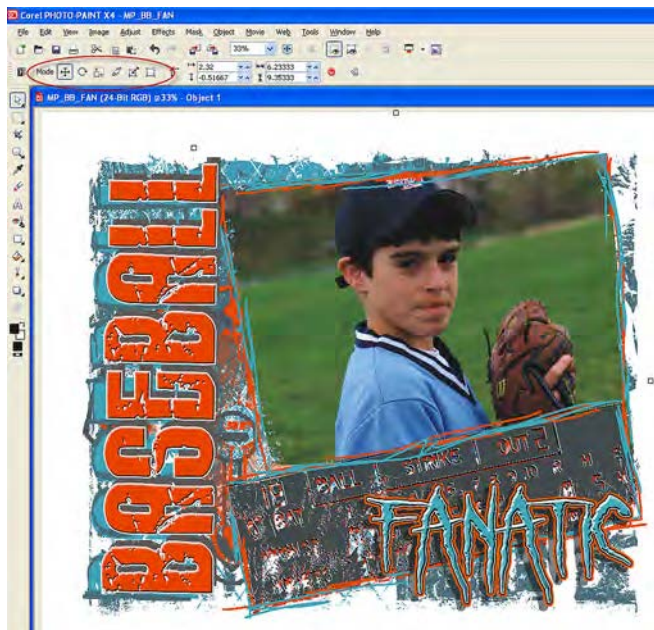 Corel PHOTO-PAINT X4 - MP_BB_FAN
File Edit View Image Adjust Effects Mask Object Movie Web Tools Window Help
33%
Mode 2.32 6.23333
-0.51667 9.35333
MP_BB_FAN (24-Bit RGB) @33% - Object 1
BASEBALL
BALL STRIKE OUT
AT BAT
FANATIC